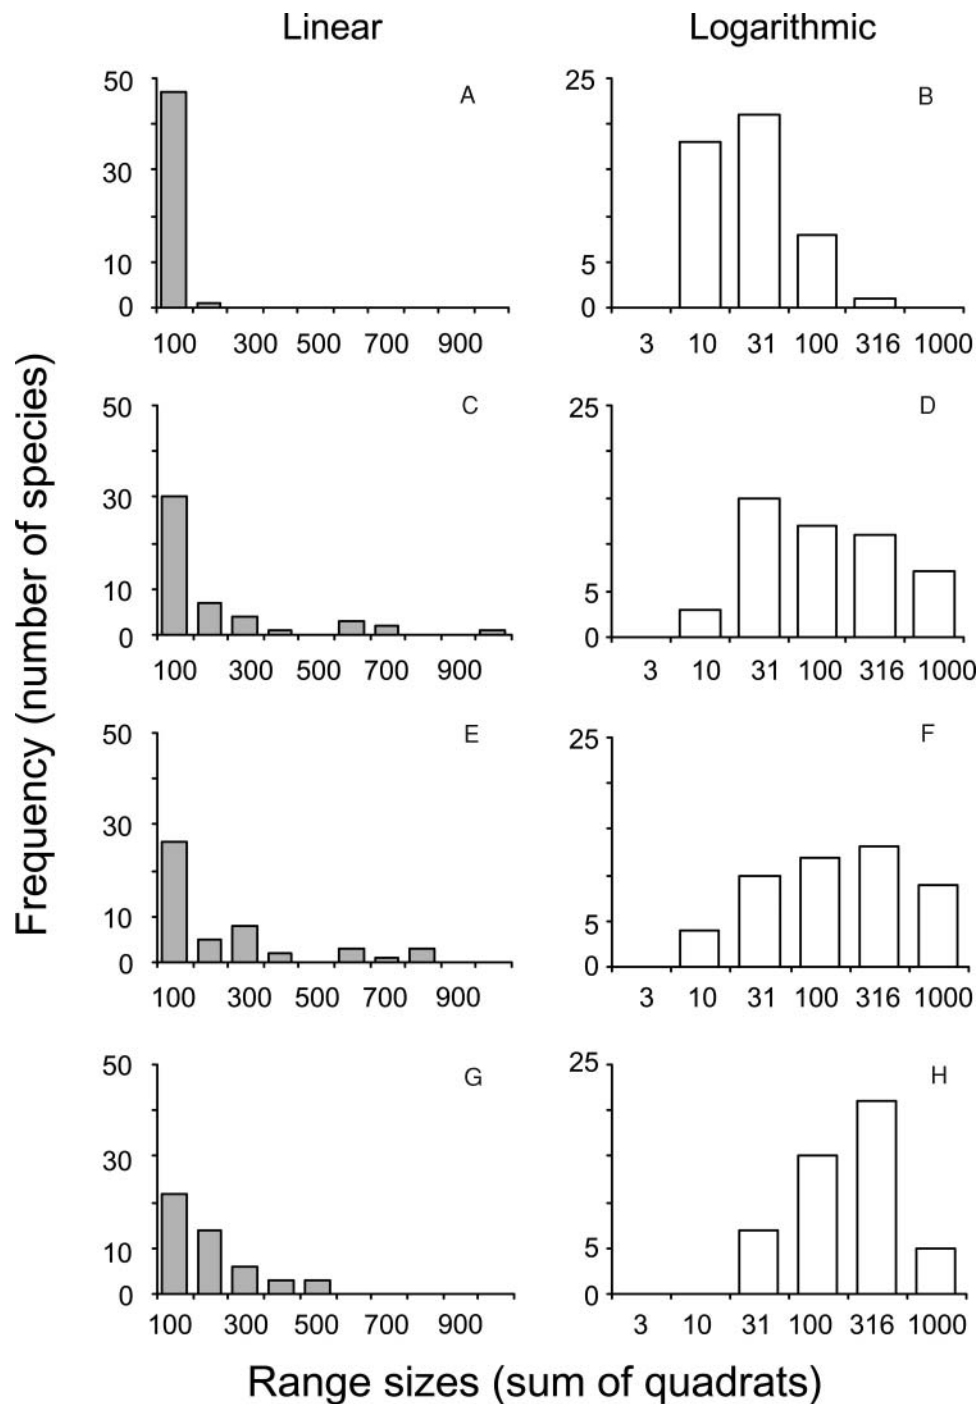 Linear Logarithmic
A
50
30
10
0
100 300 500 700 900
B
25
5
0
3 10 31 100 316 1000
C
50
30
10
0
100 300 500 700 900
D
25
5
0
3 10 31 100 316 1000
E
50
30
10
0
100 300 500 700 900
F
25
5
0
3 10 31 100 316 1000
G
50
30
10
0
100 300 500 700 900
H
25
5
0
3 10 31 100 316 1000
Frequency (number of species)
Range sizes (sum of quadrats)